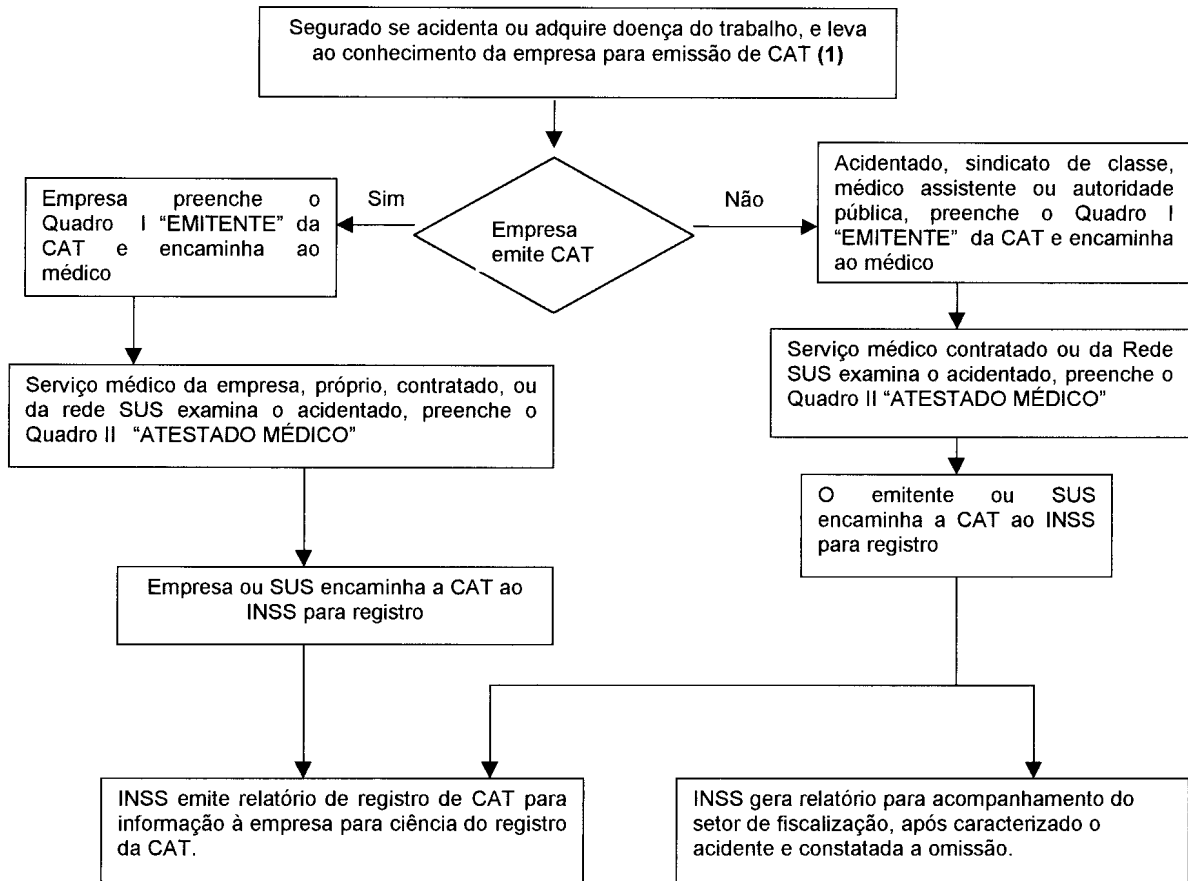 Segurado se acidenta ou adquire doença do trabalho, e leva
ao conhecimento da empresa para emissão de CAT (1)
Empresa preenche o
Quadro I “EMITENTE” da
CAT e encaminha ao
médico
Sim
Empresa
emite CAT
Não
Acidentado, sindicato de classe,
médico assistente ou autoridade
pública, preenche o Quadro I
“EMITENTE” da CAT e encaminha
ao médico
Serviço médico da empresa, próprio, contratado, ou
da rede SUS examina o acidentado, preenche o
Quadro II “ATESTADO MÉDICO”
Serviço médico contratado ou da Rede
SUS examina o acidentado, preenche o
Quadro II “ATESTADO MÉDICO”
O emitente ou SUS
encaminha a CAT ao INSS
para registro
Empresa ou SUS encaminha a CAT ao
INSS para registro
INSS emite relatório de registro de CAT para
informação à empresa para ciência do registro
da CAT.
INSS gera relatório para acompanhamento do
setor de fiscalização, após caracterizado o
acidente e constatada a omissão.